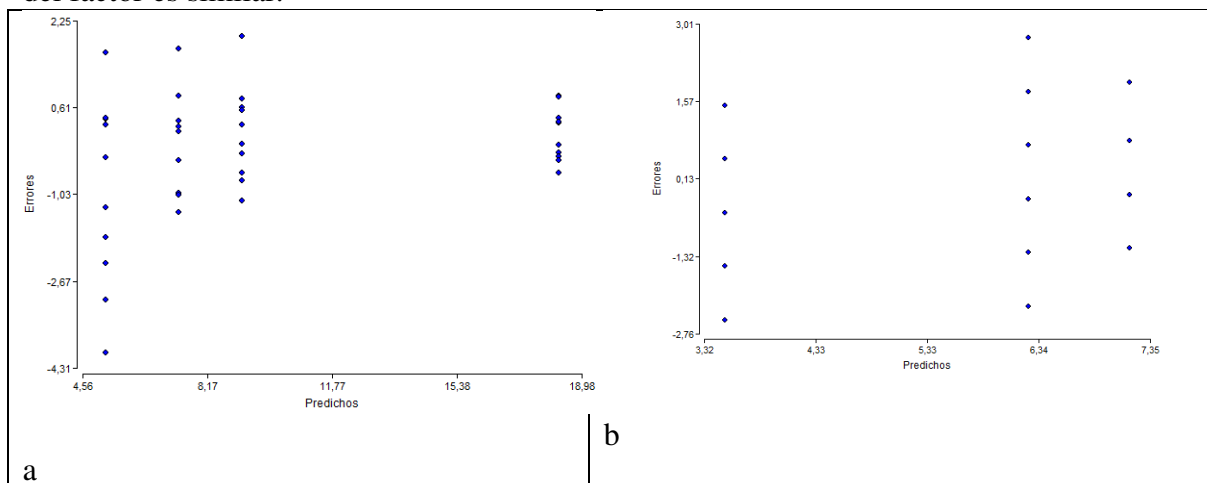 del factor es similar.
2,25
0,61
-1,03
-2,67
-4,31
Errores
4,56 8,17 11,77 15,38 18,98
Predichos
a
3,01
1,57
0,13
-1,32
-2,76
Errores
3,32 4,33 5,33 6,34 7,35
Predichos
b